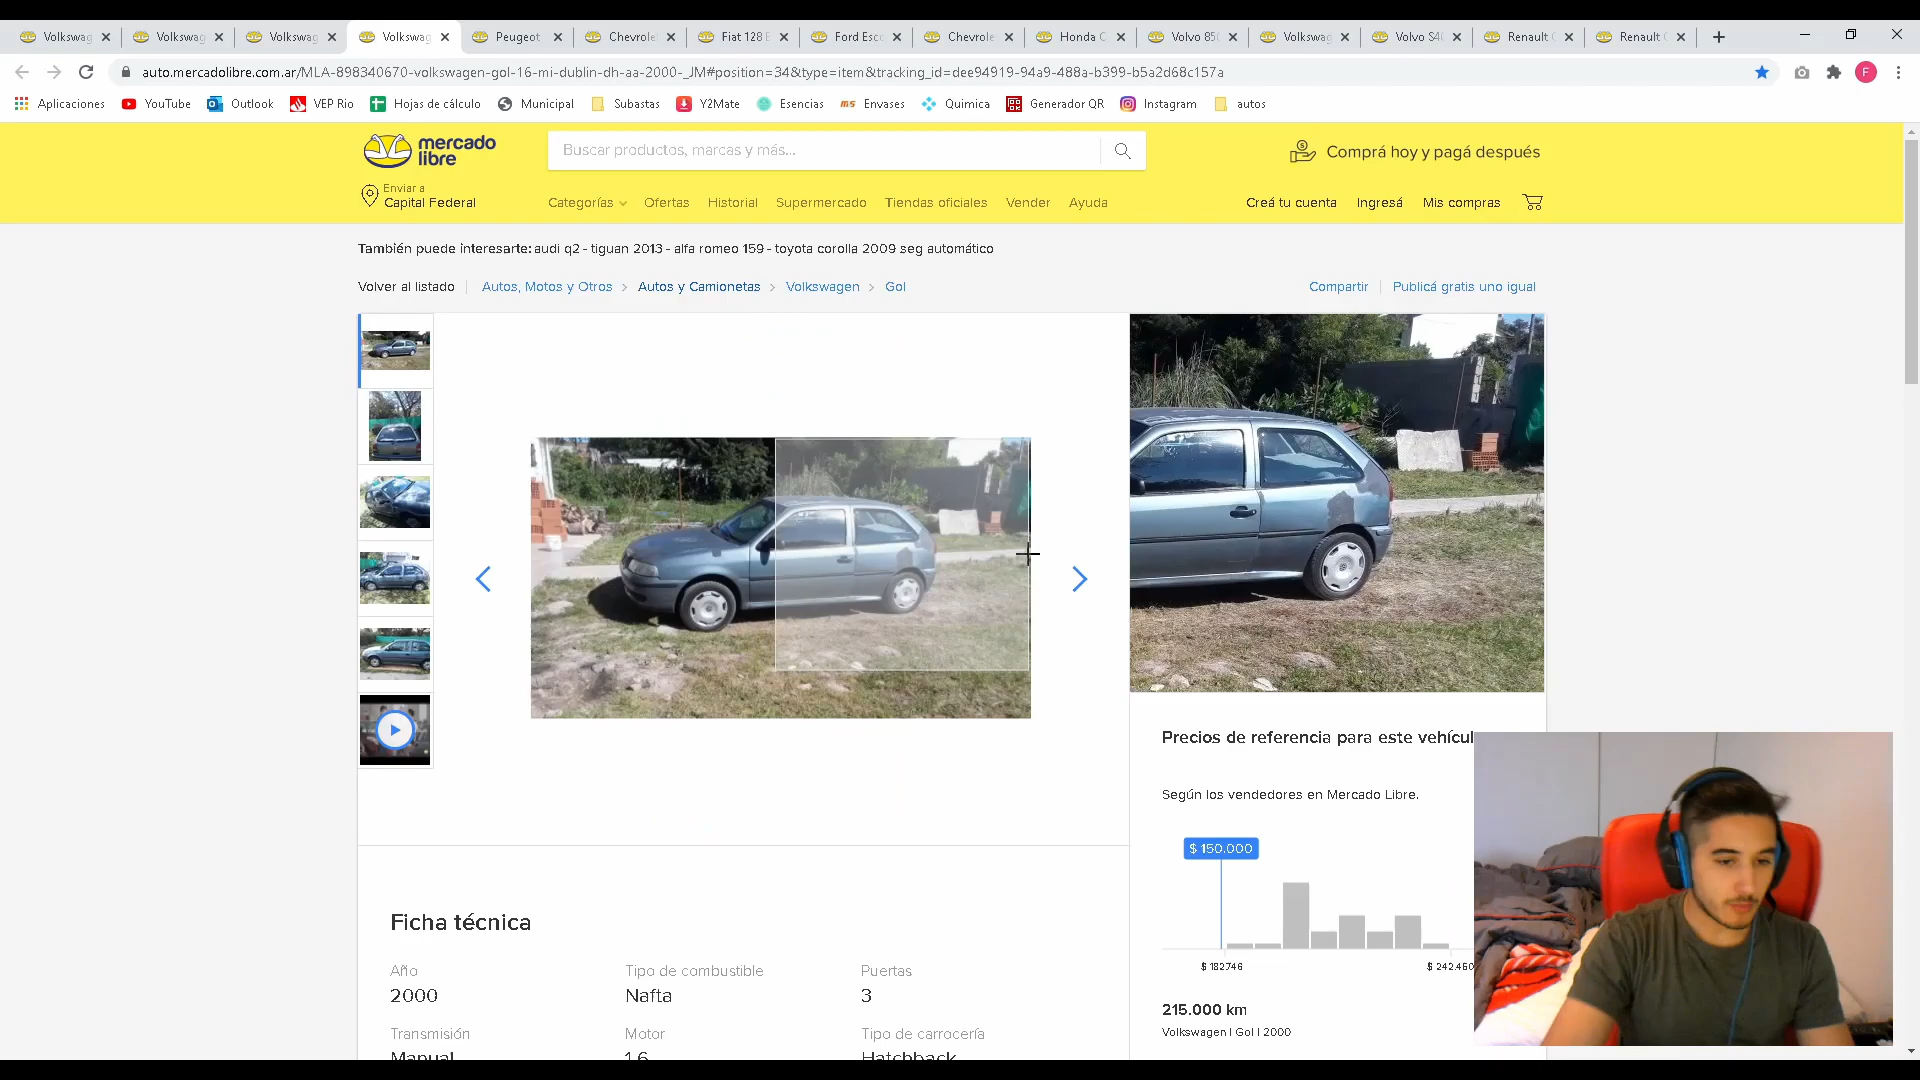 Volkswag
Volkswag
Volkswag
Volkswag
Peugeot
Chevrole
Fiat 128
Ford Esc
Chevrole
Honda C
Volvo 85
Volkswag
Volvo S4
Renault
Renault
auto.mercadolibre.com.ar/MLA-898340670-volkswagen-gol-16-mi-dublin-dh-aa-2000-_JM#position=34&type=item&tracking_id=dee94919-94a9-488a-b399-b5a2d68c157a
F
Aplicaciones YouTube Outlook VEP Rio Hojas de cálculo Municipal Subastas Y2Mate Esencias Envases Quimica Generador QR Instagram autos
mercado
libre
Buscar productos, marcas y más...
Comprá hoy y pagá después
Enviar a
Capital Federal
Categorías Ofertas Historial Supermercado Tiendas oficiales Vender Ayuda
Creá tu cuenta Ingresá Mis compras
También puede interesarte: audi q2 - tiguan 2013 - alfa romeo 159 - toyota corolla 2009 seg automático
Volver al listado Autos, Motos y Otros > Autos y Camionetas > Volkswagen > Gol
Compartir Publicá gratis uno igual
Precios de referencia para este vehícul
Según los vendedores en Mercado Libre.
$ 150.000
$ 182.746 $ 242.460
215.000 km
Volkswagen | Gol | 2000
Ficha técnica
Año Tipo de combustible Puertas
2000 Nafta 3
Transmisión Motor Tipo de carrocería
Manual 1.6 Hatchback